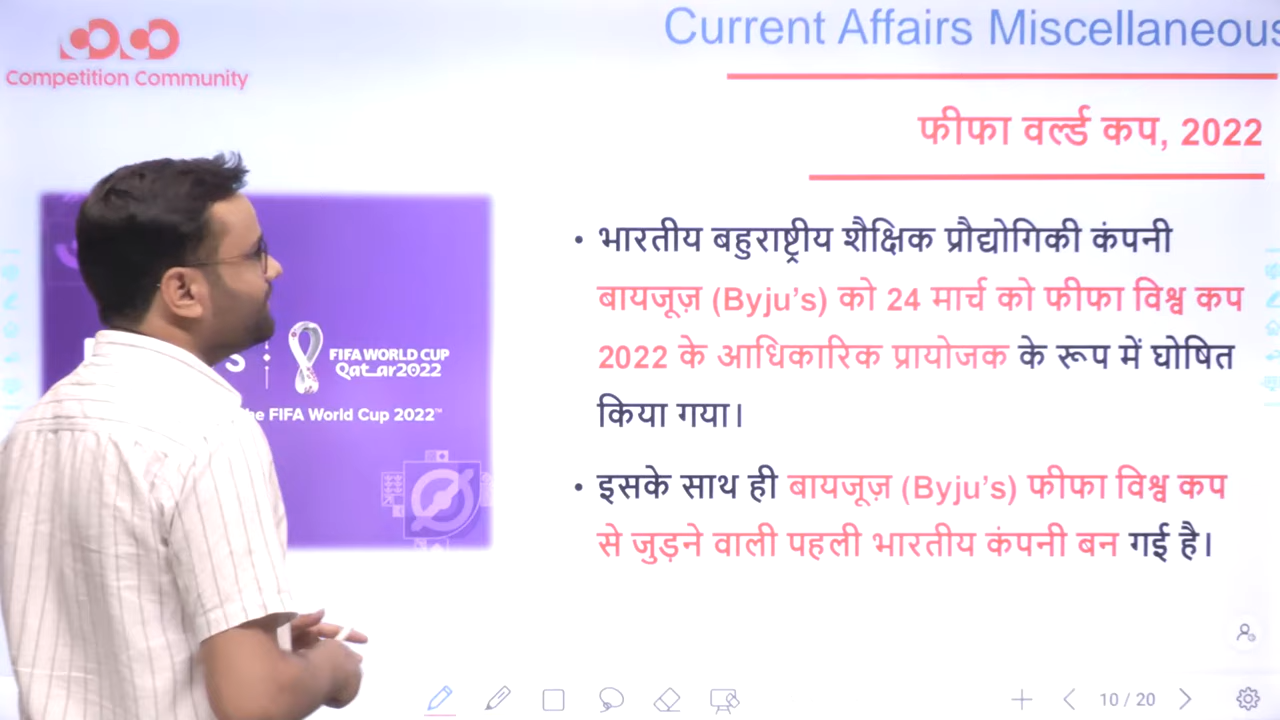 Competition Community
Current Affairs Miscellaneous
फीफा वर्ल्ड कप, 2022
• भारतीय बहुराष्ट्रीय शैक्षिक प्रौद्योगिकी कंपनी
बायजूज़ (Byju's) को 24 मार्च को फीफा विश्व कप
2022 के आधिकारिक प्रायोजक के रूप में घोषित
किया गया।
• इसके साथ ही बायजूज़ (Byju's) फीफा विश्व कप
से जुड़ने वाली पहली भारतीय कंपनी बन गई है।
FIFA WORLD CUP
Qatar2022
FIFA World Cup 2022™
10 / 20